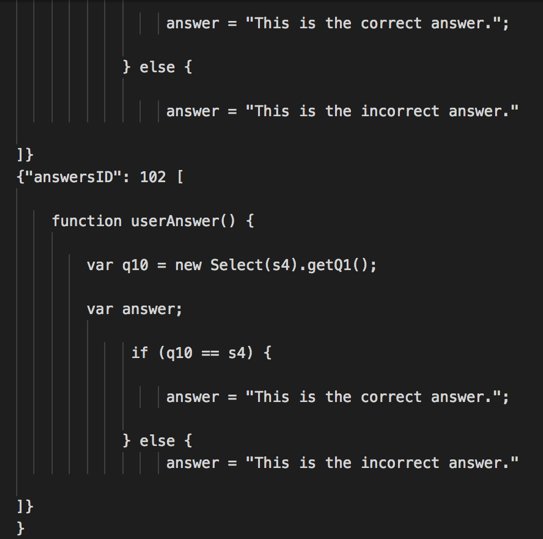 answer = "This is the correct answer.";
} else {
answer = "This is the incorrect answer."
]}
{"answersID": 102 [
function userAnswer() {
var q10 = new Select(s4).getQ1();
var answer;
if (q10 == s4) {
answer = "This is the correct answer.";
} else {
answer = "This is the incorrect answer."
]}
}